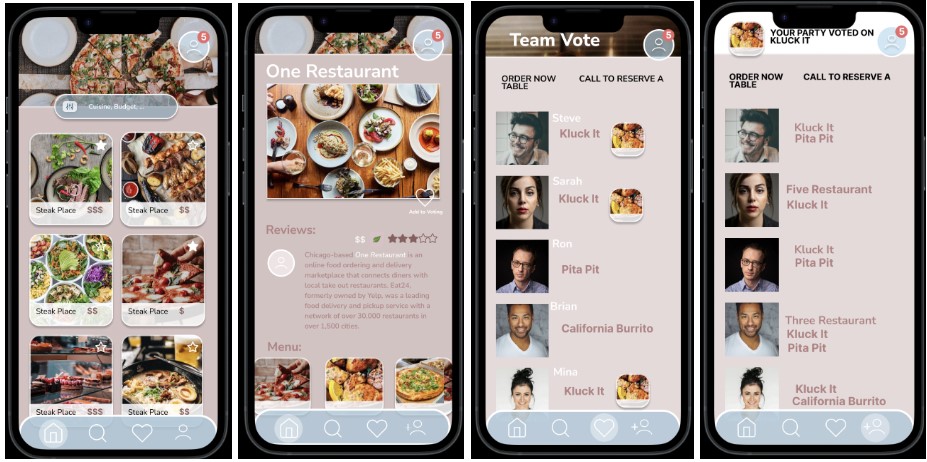 5
Cuisine, Budget, ...
Steak Place $$$
Steak Place $$
Steak Place $$$
Steak Place $
Steak Place $$$
Steak Place $$
5
One Restaurant
Add to Voting
Reviews:
$$
Chicago-based One Restaurant is an
online food ordering and delivery
marketplace that connects diners with
local take out restaurants. Eat24,
formerly owned by Yelp, was a leading
food delivery and pickup service with a
network of over 30,000 restaurants in
over 1,500 cities.
Menu:
Team Vote
5
ORDER NOW CALL TO RESERVE A
TABLE
Steve
Kluck It
Sarah
Kluck It
Ron
Pita Pit
Brian
California Burrito
Mina
Kluck It
YOUR PARTY VOTED ON
KLUCK IT
5
ORDER NOW CALL TO RESERVE A
TABLE
Kluck It
Pita Pit
Five Restaurant
Kluck It
Kluck It
Pita Pit
Three Restaurant
Kluck It
Pita Pit
Kluck It
California Burrito